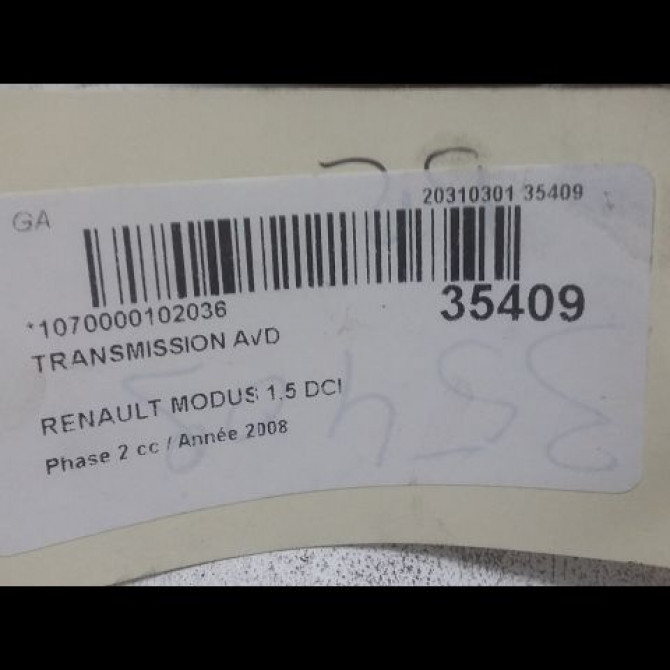 GA
20310301 35409
*1070000102036
35409
TRANSMISSION AVD
RENAULT MODUS 1.5 DCI
Phase 2 cc / Année 2008